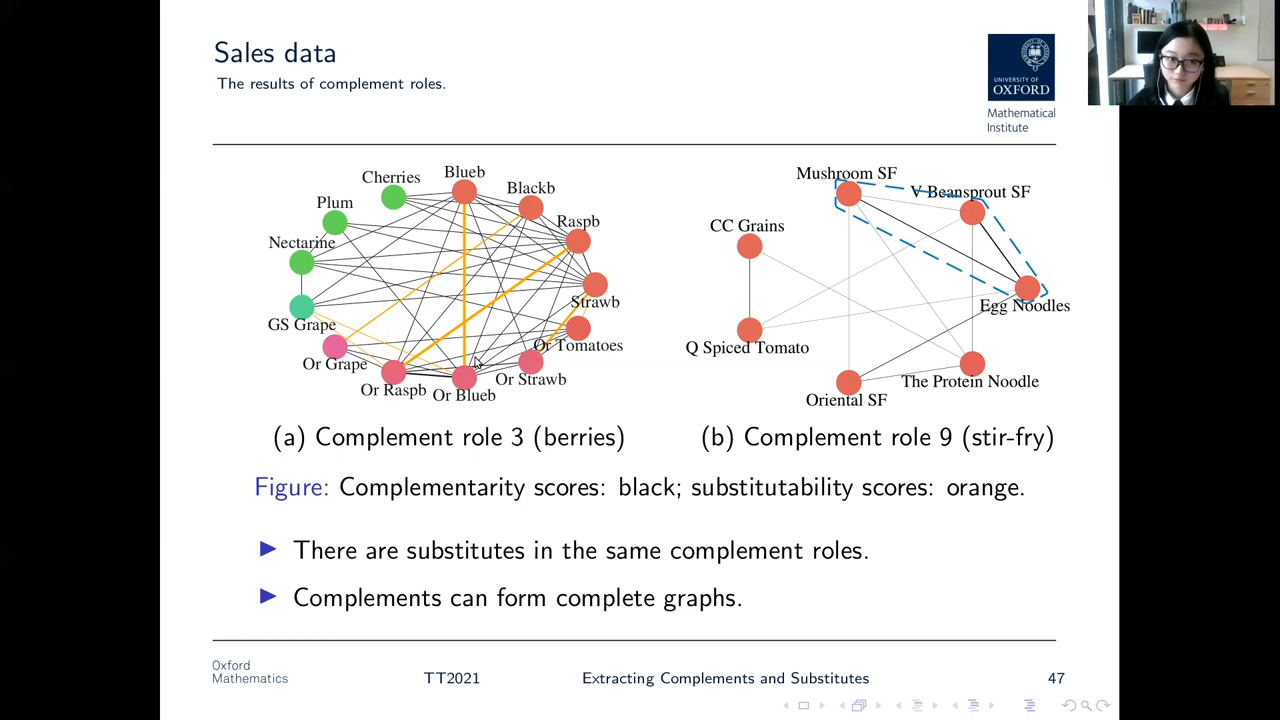 Sales data
The results of complement roles.
UNIVERSITY OF
OXFORD
Mathematical
Institute
Cherries
Blueb
Blackb
Plum
Raspb
Nectarine
Strawb
GS Grape
Or Tomatoes
Or Grape
Or Strawb
Or Raspb
Or Blueb
Mushroom SF
V Beansprout SF
CC Grains
Egg Noodles
Q Spiced Tomato
The Protein Noodle
Oriental SF
(a) Complement role 3 (berries)
(b) Complement role 9 (stir-fry)
Figure: Complementarity scores: black; substitutability scores: orange.
There are substitutes in the same complement roles.
Complements can form complete graphs.
Oxford
Mathematics
TT2021
Extracting Complements and Substitutes
47